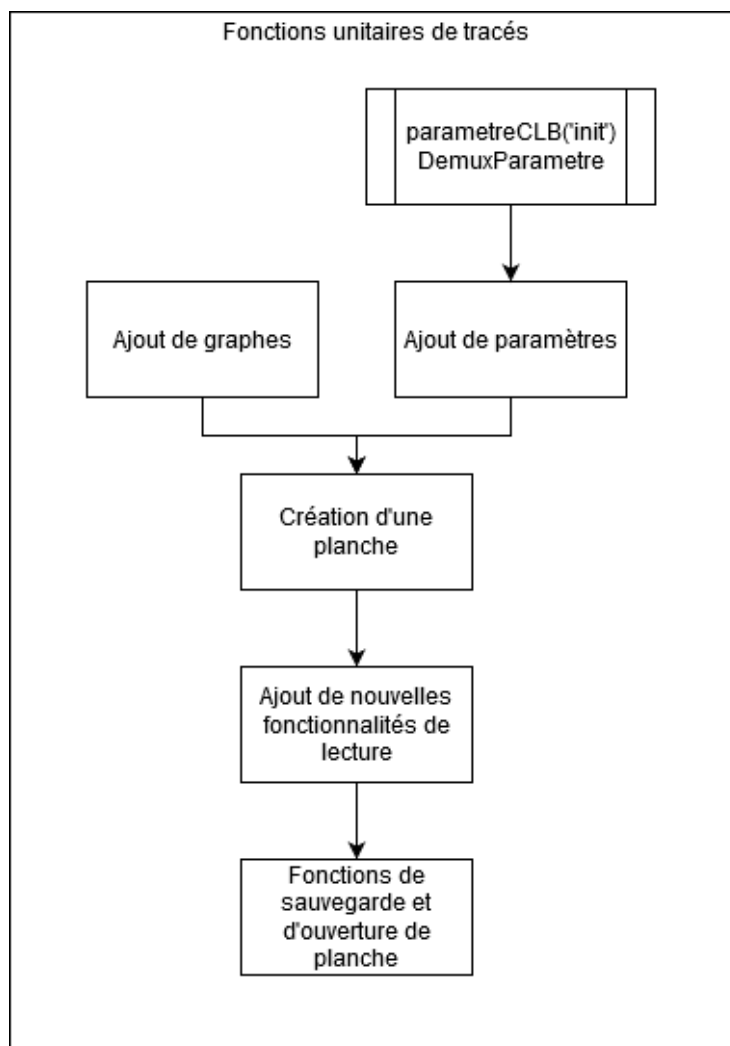 Fonctions unitaires de tracés
parametreCLB('init')
DemuxParametre
Ajout de graphes
Ajout de paramètres
Création d'une
planche
Ajout de nouvelles
fonctionnalités de
lecture
Fonctions de
sauvegarde et
d'ouverture de
planche